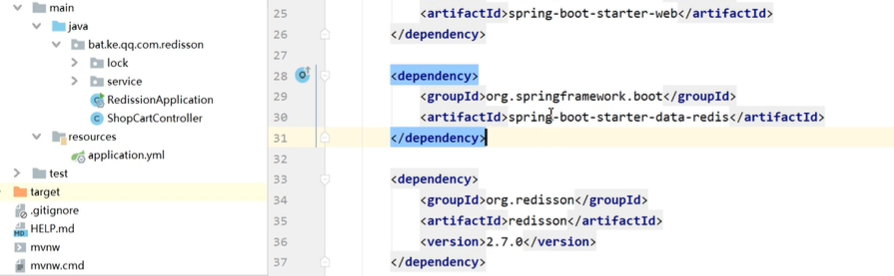 main
java
bat.ke.qq.com.redisson
lock
service
RedissionApplication
ShopCartController
resources
application.yml
test
target
.gitignore
HELP.md
mvnw
mvnw.cmd
25 <artifactId>spring-boot-starter-web</artifactId>
26 </dependency>
27
28 <dependency>
29 <groupId>org.springframework.boot</groupId>
30 <artifactId>spring-boot-starter-data-redis</artifactId>
31 </dependency>
32
33 <dependency>
34 <groupId>org.redisson</groupId>
35 <artifactId>redisson</artifactId>
36 <version>2.7.0</version>
37 </dependency>